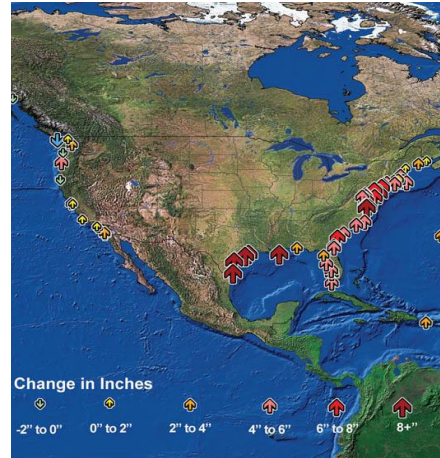 Change in Inches
-2” to 0” 0” to 2” 2” to 4” 4” to 6” 6” to 8” 8+”